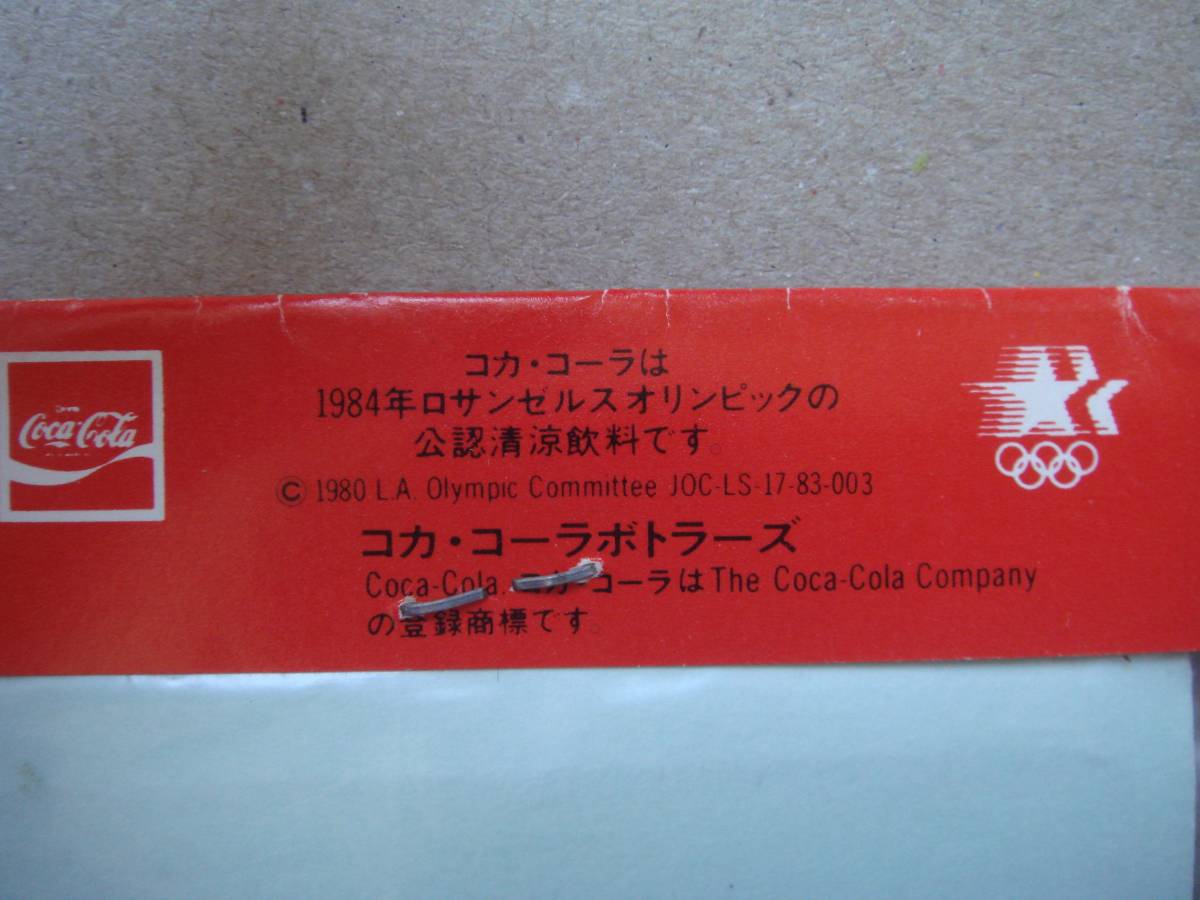 コカ・コーラは
1984年ロサンゼルスオリンピックの
公認清涼飲料です。
© 1980 L.A. Olympic Committee JOC-LS-17-83-003
コカ・コーラボトラーズ
Coca-Cola, コカ・コーラはThe Coca-Cola Company
の登録商標です。
Coca-Cola